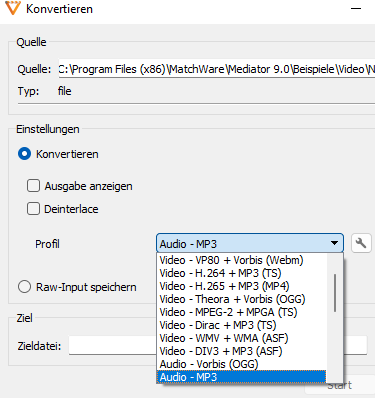 Konvertieren
Quelle
Quelle: C:\Program Files (x86)\MatchWare\Mediator 9.0\Beispiele\Video\N
Typ: file
Einstellungen
Konvertieren
Ausgabe anzeigen
Deinterlace
Profil Audio - MP3
Video - VP80 + Vorbis (Webm)
Video - H.264 + MP3 (TS)
Video - H.265 + MP3 (MP4)
Raw-Input speichern
Video - Theora + Vorbis (OGG)
Video - MPEG-2 + MPGA (TS)
Video - Dirac + MP3 (TS)
Ziel
Video - WMV + WMA (ASF)
Zieldatei:
Video - DIV3 + MP3 (ASF)
Audio - Vorbis (OGG)
Audio - MP3
Start